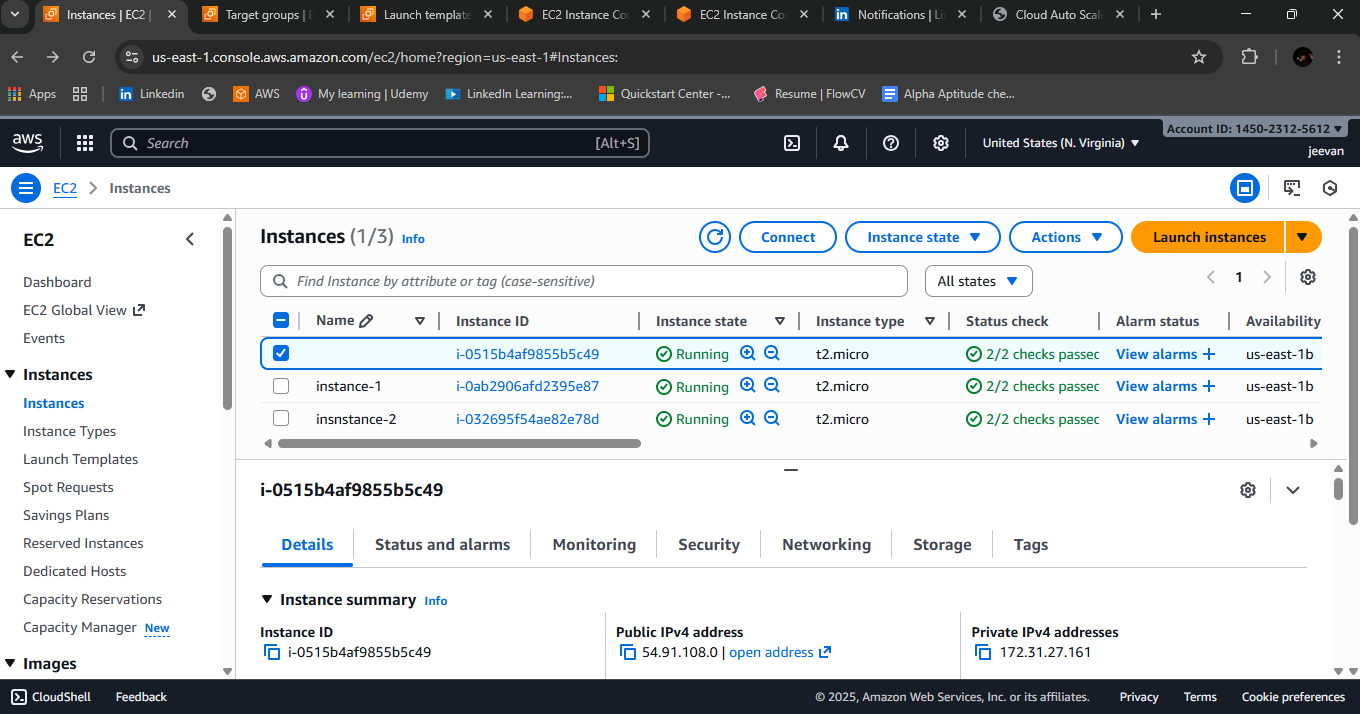 Instances | EC2 |
Target groups | E
Launch template
EC2 Instance Co
EC2 Instance Co
Notifications | Li
Cloud Auto Scali
us-east-1.console.aws.amazon.com/ec2/home?region=us-east-1#Instances:
Apps
Linkedin
AWS
My learning | Udemy
LinkedIn Learning:...
Quickstart Center -...
Resume | FlowCV
Alpha Aptitude che...
aws
Search
[Alt+S]
United States (N. Virginia)
Account ID: 1450-2312-5612
jeevan
EC2
Instances
EC2
Dashboard
EC2 Global View
Events
Instances
Instances
Instance Types
Launch Templates
Spot Requests
Savings Plans
Reserved Instances
Dedicated Hosts
Capacity Reservations
Capacity Manager New
Images
Instances (1/3) Info
Connect
Instance state
Actions
Launch instances
Find Instance by attribute or tag (case-sensitive)
All states
1
Name Instance ID Instance state Instance type Status check Alarm status Availability
i-0515b4af9855b5c49 Running t2.micro 2/2 checks passec View alarms + us-east-1b
instance-1 i-0ab2906afd2395e87 Running t2.micro 2/2 checks passec View alarms + us-east-1b
insnstance-2 i-032695f54ae82e78d Running t2.micro 2/2 checks passec View alarms + us-east-1b
i-0515b4af9855b5c49
Details
Status and alarms
Monitoring
Security
Networking
Storage
Tags
Instance summary Info
Instance ID
i-0515b4af9855b5c49
Public IPv4 address
54.91.108.0 | open address
Private IPv4 addresses
172.31.27.161
CloudShell
Feedback
© 2025, Amazon Web Services, Inc. or its affiliates.
Privacy
Terms
Cookie preferences